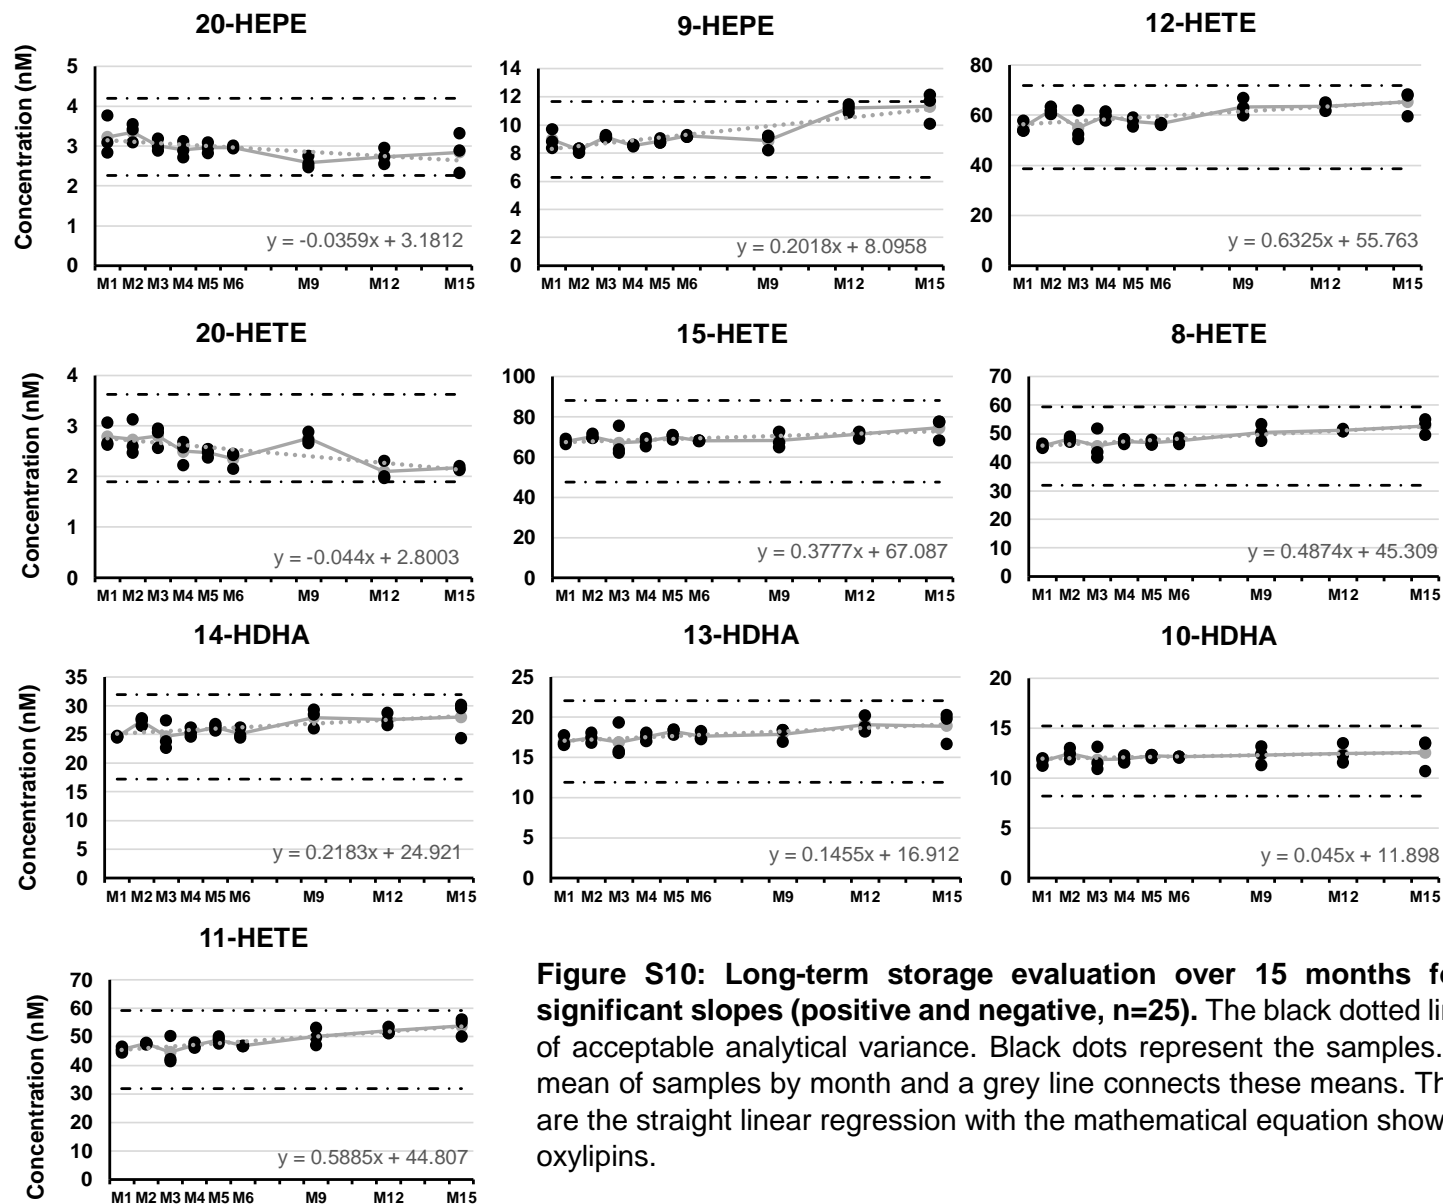 20-HEPE
9-HEPE
12-HETE
Concentration (nM)
5
4
3
2
1
0
y = -0.0359x + 3.1812
M1 M2 M3 M4 M5 M6 M9 M12 M15
14
12
10
8
6
4
2
0
y = 0.2018x + 8.0958
M1 M2 M3 M4 M5 M6 M9 M12 M15
80
60
40
20
0
y = 0.6325x + 55.763
M1 M2 M3 M4 M5 M6 M9 M12 M15
20-HETE
15-HETE
8-HETE
Concentration (nM)
4
3
2
1
0
y = -0.044x + 2.8003
M1 M2 M3 M4 M5 M6 M9 M12 M15
100
80
60
40
20
0
y = 0.3777x + 67.087
M1 M2 M3 M4 M5 M6 M9 M12 M15
70
60
50
40
30
20
10
0
y = 0.4874x + 45.309
M1 M2 M3 M4 M5 M6 M9 M12 M15
14-HDHA
13-HDHA
10-HDHA
Concentration (nM)
35
30
25
20
15
10
5
0
y = 0.2183x + 24.921
M1 M2 M3 M4 M5 M6 M9 M12 M15
25
20
15
10
5
0
y = 0.1455x + 16.912
M1 M2 M3 M4 M5 M6 M9 M12 M15
20
15
10
5
0
y = 0.045x + 11.898
M1 M2 M3 M4 M5 M6 M9 M12 M15
11-HETE
Concentration (nM)
70
60
50
40
30
20
10
0
y = 0.5885x + 44.807
M1 M2 M3 M4 M5 M6 M9 M12 M15
Figure S10: Long-term storage evaluation over 15 months
significant slopes (positive and negative, n=25). The black dotted
of acceptable analytical variance. Black dots represent the samples.
mean of samples by month and a grey line connects these means.
are the straight linear regression with the mathematical equation
oxylipins.